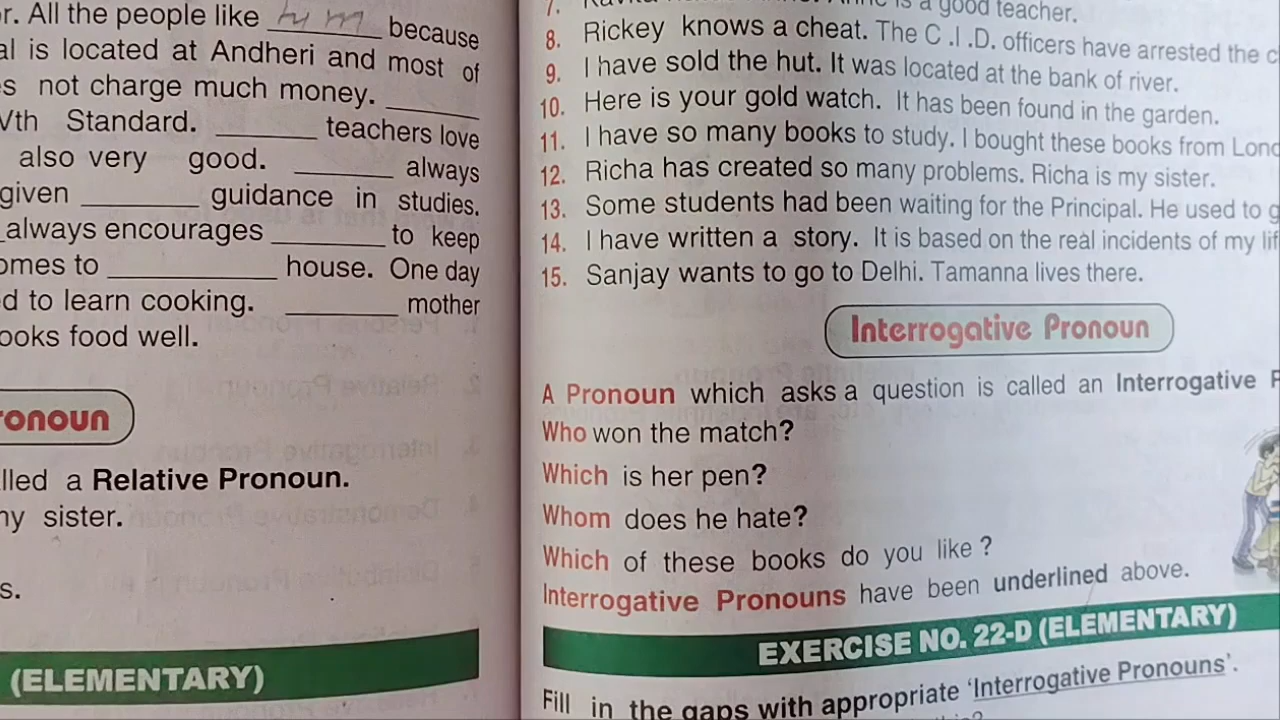 r. All the people like him because
al is located at Andheri and most of
s not charge much money.
Vth Standard. teachers love
also very good. always
given guidance in studies.
always encourages to keep
omes to house. One day
d to learn cooking. mother
ooks food well.
ronoun
lled a Relative Pronoun.
my sister.
s.
(ELEMENTARY)
7. is a good teacher.
8. Rickey knows a cheat. The C .I .D. officers have arrested the c
9. I have sold the hut. It was located at the bank of river.
10. Here is your gold watch. It has been found in the garden.
11. I have so many books to study. I bought these books from Lond
12. Richa has created so many problems. Richa is my sister.
13. Some students had been waiting for the Principal. He used to g
14. I have written a story. It is based on the real incidents of my lif
15. Sanjay wants to go to Delhi. Tamanna lives there.
Interrogative Pronoun
A Pronoun which asks a question is called an Interrogative P
Who won the match?
Which is her pen?
Whom does he hate?
Which of these books do you like ?
Interrogative Pronouns have been underlined above.
EXERCISE NO. 22-D (ELEMENTARY)
Fill in the gaps with appropriate 'Interrogative Pronouns'.